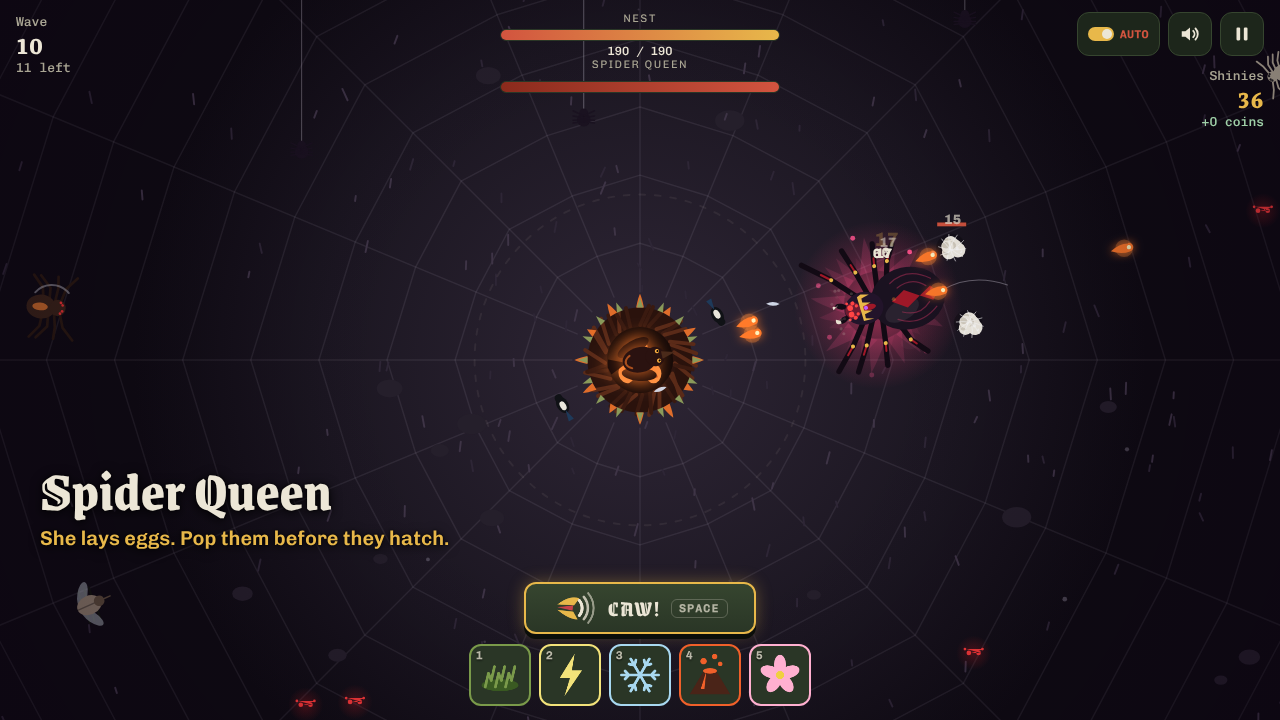 Wave
10
11 left
NEST
190 / 190
SPIDER QUEEN
AUTO
Shinies
36
+0 coins
15
17
Spider Queen
She lays eggs. Pop them before they hatch.
CAW! SPACE
1 2 3 4 5